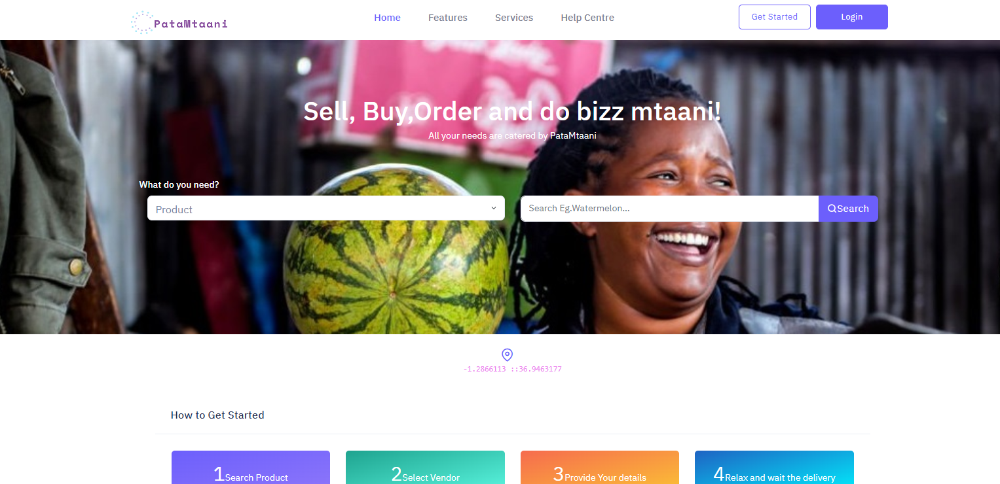 PataMtaani
Home Features Services Help Centre
Get Started Login
Sell, Buy,Order and do bizz mtaani!
All your needs are catered by PataMtaani
What do you need?
Product
Search Eg.Watermelon...
Search
-1.2866113 ::36.9463177
How to Get Started
1Search Product
2Select Vendor
3Provide Your details
4Relax and wait the delivery